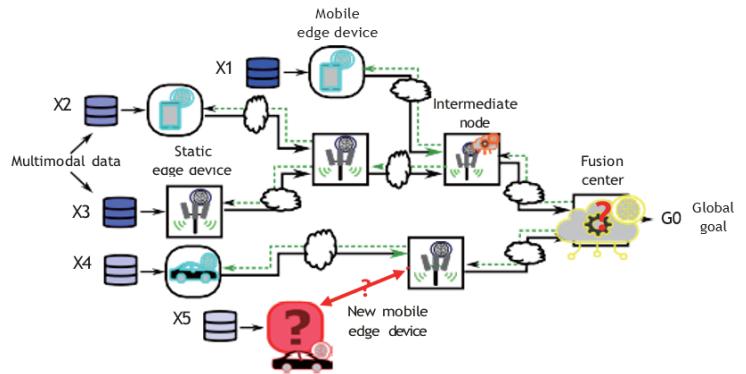 Mobile
edge device
X1
X2
Intermediate
node
Multimodal data
Static
edge device
Fusion
center
X3
?
G0
Global
goal
X4
?
X5
?
New mobile
edge device